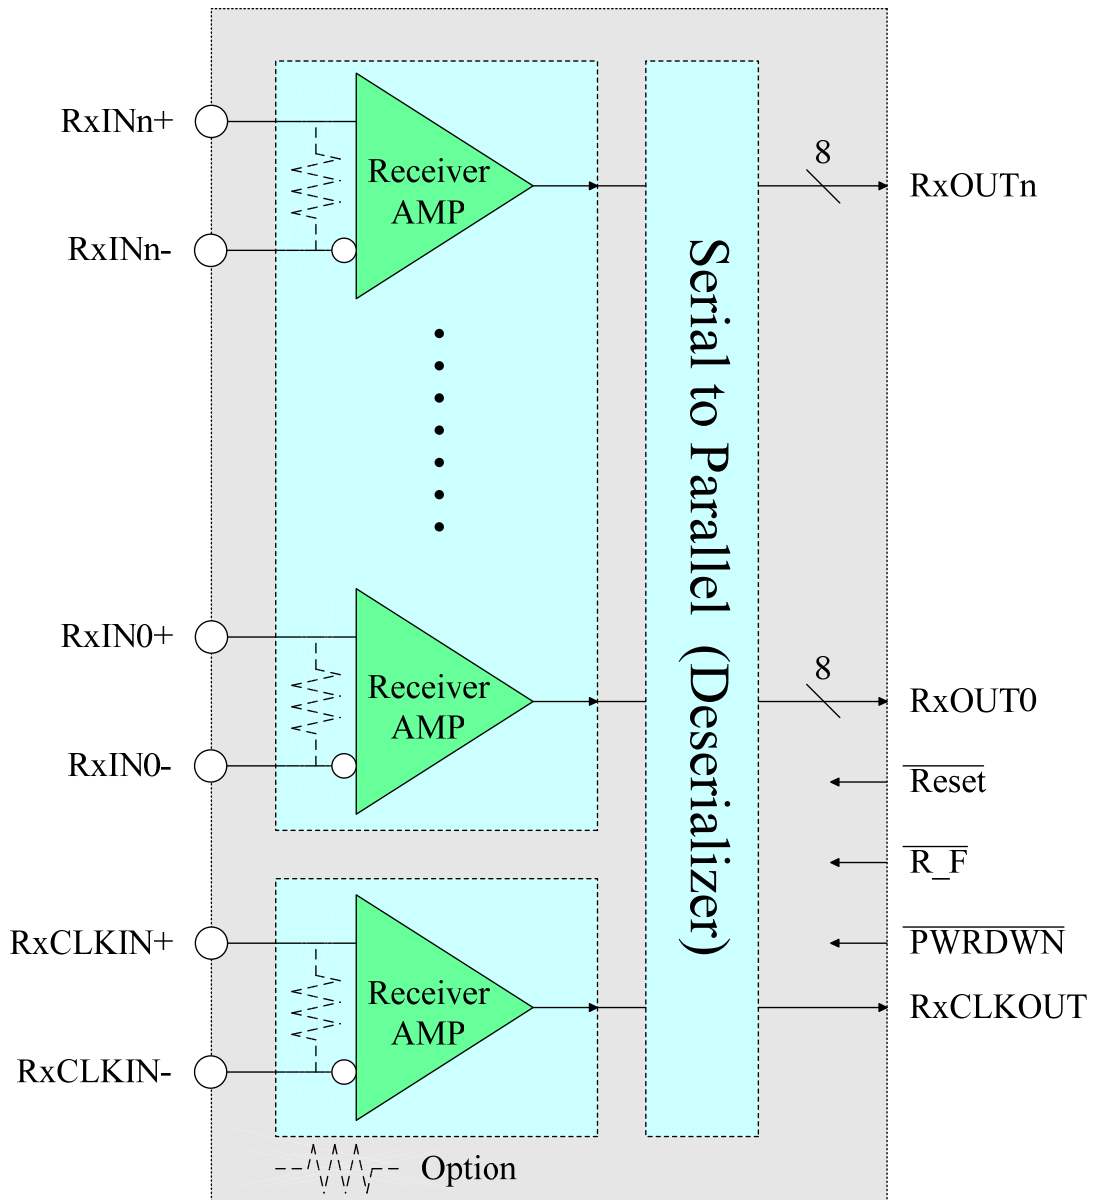 RxINn+
Receiver
AMP
8
RxOUTn
RxINn-
Serial to Parallel (Deserializer)
RxIN0+
Receiver
AMP
8
RxOUT0
RxIN0-
Reset
R_F
RxCLKIN+
PWRDWN
Receiver
AMP
RxCLKOUT
RxCLKIN-
Option